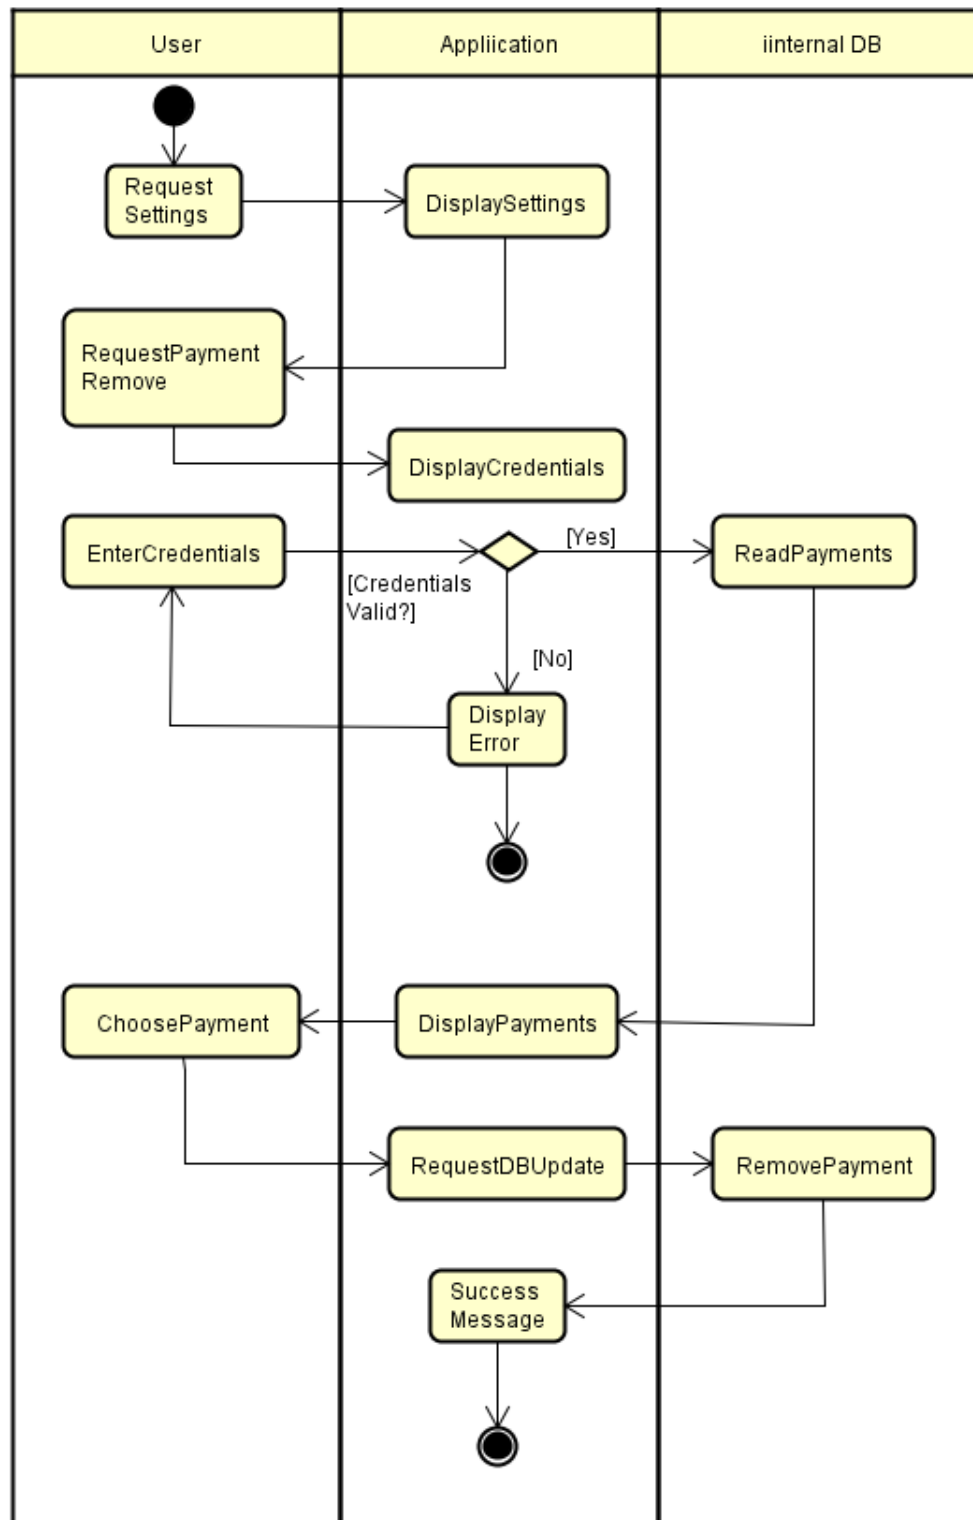 User
Appliication
iinternal DB
Request
Settings
DisplaySettings
RequestPayment
Remove
DisplayCredentials
EnterCredentials
[Yes]
ReadPayments
[Credentials
Valid?]
[No]
Display
Error
ChoosePayment
DisplayPayments
RequestDBUpdate
RemovePayment
Success
Message